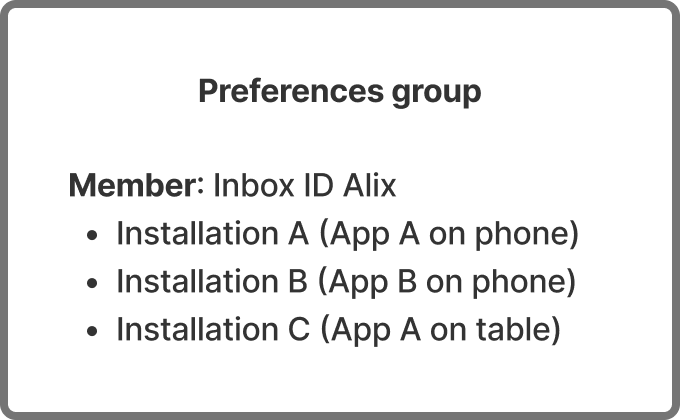 Preferences group
Member: Inbox ID Alix
• Installation A (App A on phone)
• Installation B (App B on phone)
• Installation C (App A on table)